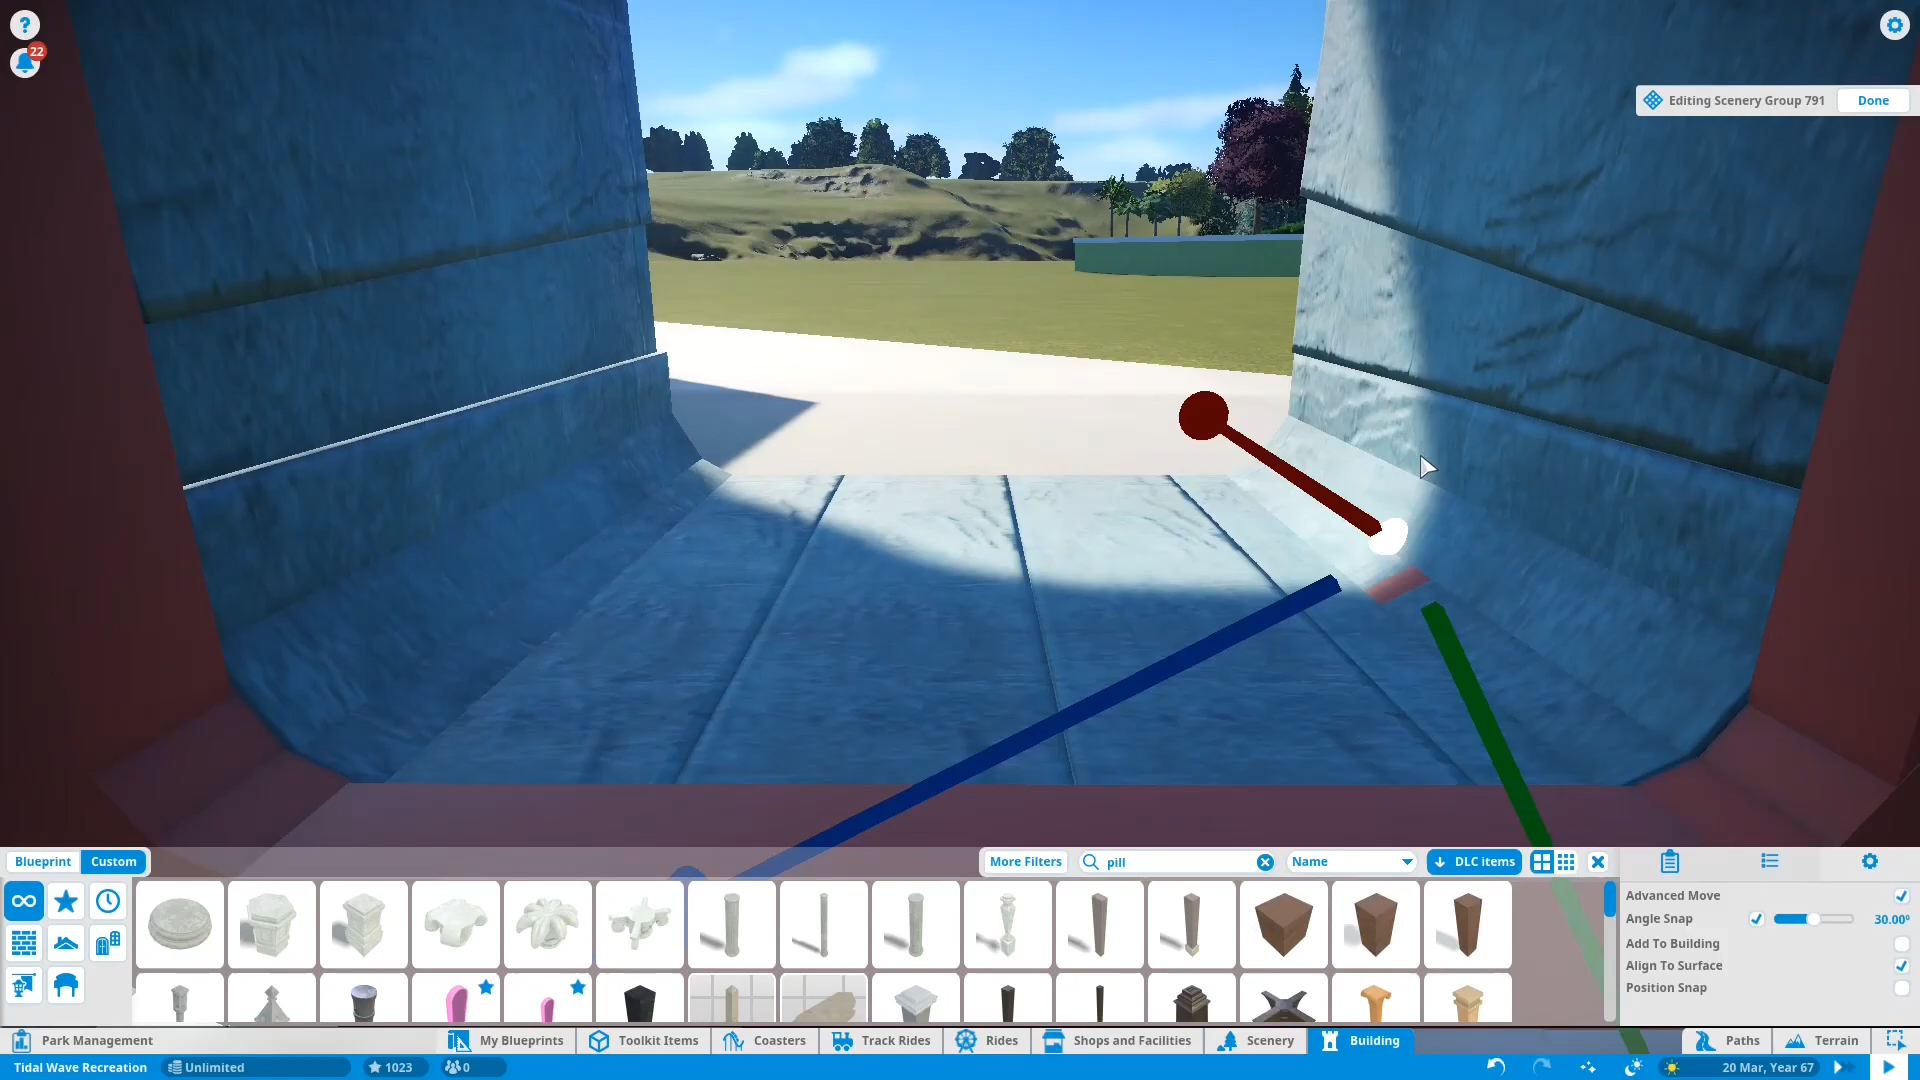 ?
22
Editing Scenery Group 791
Done
Blueprint
Custom
More Filters
pill
Name
DLC items
Advanced Move
Angle Snap
30.00°
Add To Building
Align To Surface
Position Snap
Park Management
My Blueprints
Toolkit Items
Coasters
Track Rides
Rides
Shops and Facilities
Scenery
Building
Paths
Terrain
Tidal Wave Recreation
Unlimited
1023
0
20 Mar, Year 67